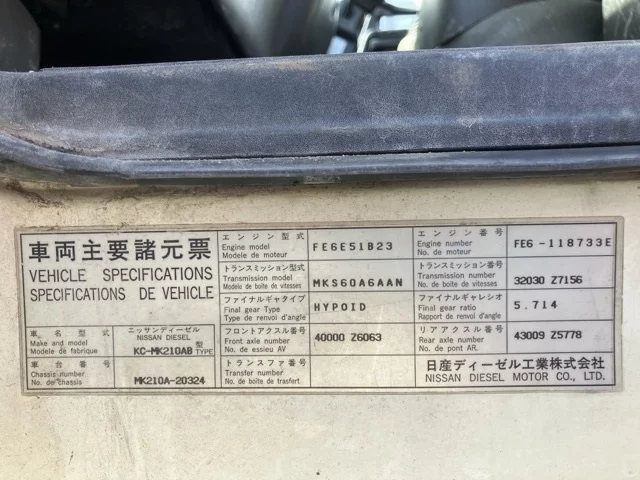 車両主要諸元票
VEHICLE SPECIFICATIONS
SPECIFICATIONS DE VEHICLE
車名型式
Make and model
Modele de fabrique
ニッサンディーゼル
NISSAN DIESEL
KC-MK210AB 型
TYPE
車台番号
Chassis number
No. de chassis
MK210A-20324
エンジン型式
Engine model
Modele de moteur
FE6E51B23
エンジン番号
Engine number
No. de moteur
FE6-118733E
トランスミッション型式
Transmission model
Modele de boite de vitesses
MKS60A6AAN
トランスミッション番号
Transmission number
No. de boite de vitesses
32030 Z7156
ファイナルギャタイプ
Final gear Type
Type de renvoi d'angle
HYPOID
ファイナルギャレシオ
Final gear ratio
Rapport de renvoi d'angle
5.714
フロントアクスル番号
Front axle number
No. de essieu AV
40000 Z6063
リアアクスル番号
Rear axle number
No. de pont AR.
43009 Z5778
トランスファ番号
Transfer number
No. de boite de trasfert
日産ディーゼル工業株式会社
NISSAN DIESEL MOTOR CO., LTD.